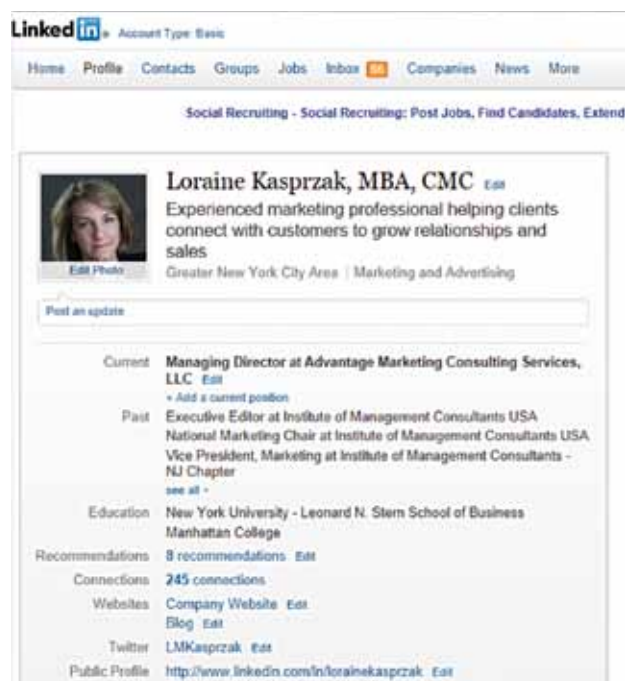 Linked in Account Type: Basic
Home Profile Contacts Groups Jobs Inbox Companies News More
Social Recruiting - Social Recruiting: Post Jobs, Find Candidates, Extend
Loraine Kasprzak, MBA, CMC Edit
Experienced marketing professional helping clients
connect with customers to grow relationships and
sales
Edit Photo
Greater New York City Area | Marketing and Advertising
Post an update
Current Managing Director at Advantage Marketing Consulting Services,
LLC Edit
+ Add a current position
Past Executive Editor at Institute of Management Consultants USA
National Marketing Chair at Institute of Management Consultants USA
Vice President, Marketing at Institute of Management Consultants -
NJ Chapter
see all
Education New York University - Leonard N. Stern School of Business
Manhattan College
Recommendations 8 recommendations Edit
Connections 245 connections
Websites Company Website Edit
Blog Edit
Twitter LMKasprzak Edit
Public Profile http://www.linkedin.com/in/lorainekasprzak Edit